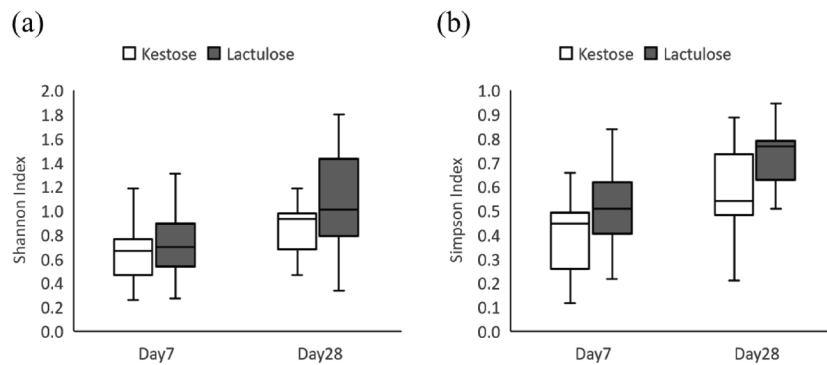 (a)
Kestose Lactulose
Shannon Index
2.0
1.8
1.6
1.4
1.2
1.0
0.8
0.6
0.4
0.2
0.0
Day7 Day28
(b)
Kestose Lactulose
Simpson Index
1.0
0.9
0.8
0.7
0.6
0.5
0.4
0.3
0.2
0.1
0.0
Day7 Day28